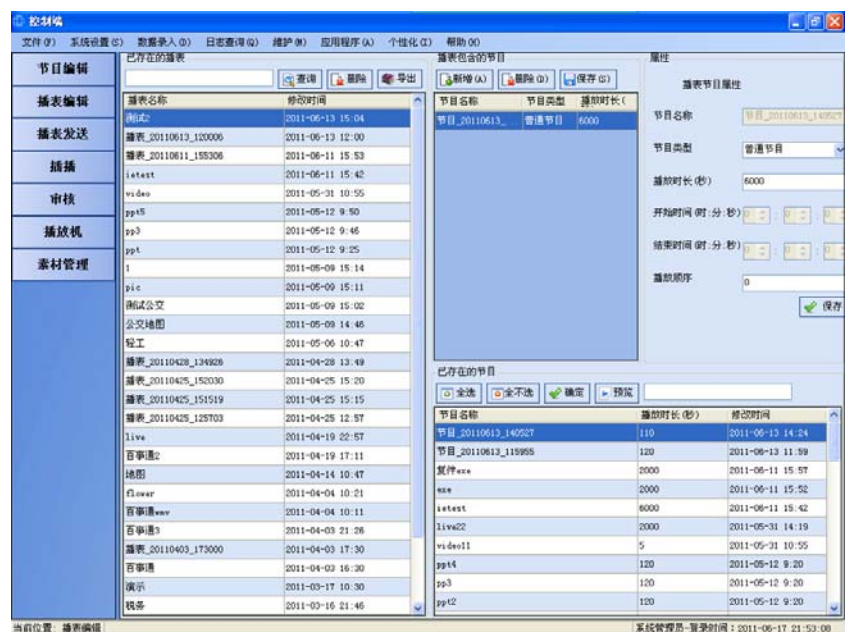 控制端
文件(F) 系统设置(S) 数据录入(D) 日志查询(Q) 维护(M) 应用程序(A) 个性化(I) 帮助(H)
节目编辑
播表编辑
播表发送
插播
审核
播放机
素材管理
已存在的播表
查询 删除 导出
播表名称 修改时间
测试2 2011-06-13 15:04
播表_20110613_120006 2011-06-13 12:00
播表_20110611_155306 2011-06-11 15:53
ietest 2011-06-11 15:42
video 2011-05-31 10:55
ppt5 2011-05-12 9:50
pp3 2011-05-12 9:46
ppt 2011-05-12 9:25
1 2011-05-09 15:14
pic 2011-05-09 15:11
测试公交 2011-05-09 15:02
公交地图 2011-05-09 14:46
轻工 2011-05-06 10:47
播表_20110428_134926 2011-04-28 13:49
播表_20110425_152030 2011-04-25 15:20
播表_20110425_151519 2011-04-25 15:15
播表_20110425_125703 2011-04-25 12:57
live 2011-04-19 22:57
百事通2 2011-04-19 17:11
地图 2011-04-14 10:47
flower 2011-04-04 10:21
百事通wmv 2011-04-04 10:11
百事通3 2011-04-03 21:26
播表_20110403_173000 2011-04-03 17:30
百事通 2011-04-03 16:30
演示 2011-03-17 10:30
税务 2011-03-16 21:46
播表包含的节目
新增(A) 删除(D) 保存(S)
节目名称 节目类型 播放时长(
节目_20110613_ 普通节目 6000
属性
播表节目属性
节目名称 节目_20110613_140527
节目类型 普通节目
播放时长(秒) 6000
开始时间(时:分:秒) 0 : 0 : 0
结束时间(时:分:秒) 0 : 0 : 0
播放顺序 0
保存
已存在的节目
全选 全不选 确定 预览
节目名称 播放时长(秒) 修改时间
节目_20110613_140527 110 2011-06-13 14:24
节目_20110613_115955 120 2011-06-13 11:59
复件exe 2000 2011-06-11 15:57
exe 2000 2011-06-11 15:52
ietest 6000 2011-06-11 15:42
live22 2000 2011-05-31 14:19
video11 5 2011-05-31 10:55
ppt4 120 2011-05-12 9:20
pp3 120 2011-05-12 9:20
ppt2 120 2011-05-12 9:20
当前位置: 播表编辑
系统管理员-登录时间:2011-06-17 21:53:08